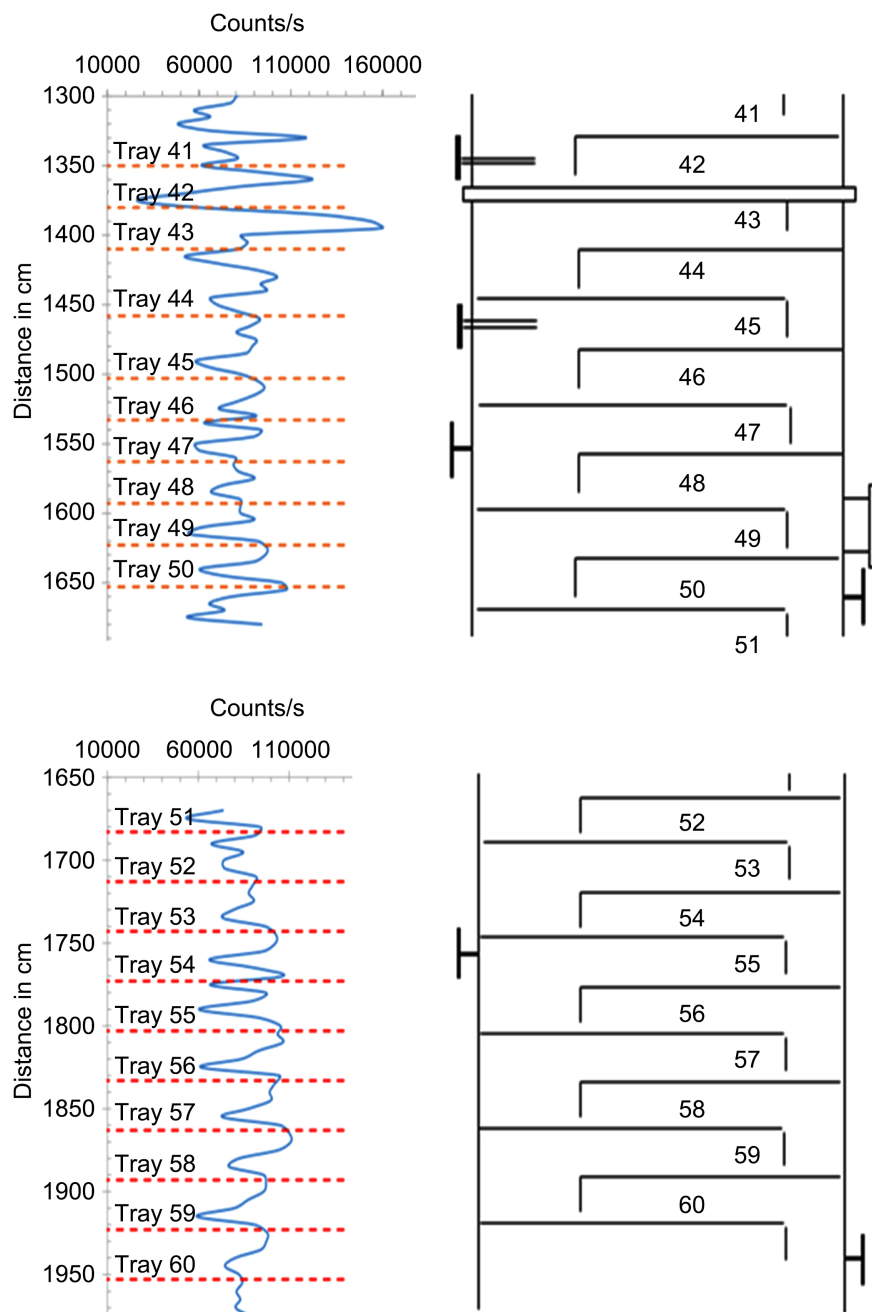 Counts/s
10000 60000 110000 160000
Distance in cm
1300
1350
1400
1450
1500
1550
1600
1650
Tray 41
Tray 42
Tray 43
Tray 44
Tray 45
Tray 46
Tray 47
Tray 48
Tray 49
Tray 50
41
42
43
44
45
46
47
48
49
50
51
Counts/s
10000 60000 110000
Distance in cm
1650
1700
1750
1800
1850
1900
1950
Tray 51
Tray 52
Tray 53
Tray 54
Tray 55
Tray 56
Tray 57
Tray 58
Tray 59
Tray 60
52
53
54
55
56
57
58
59
60